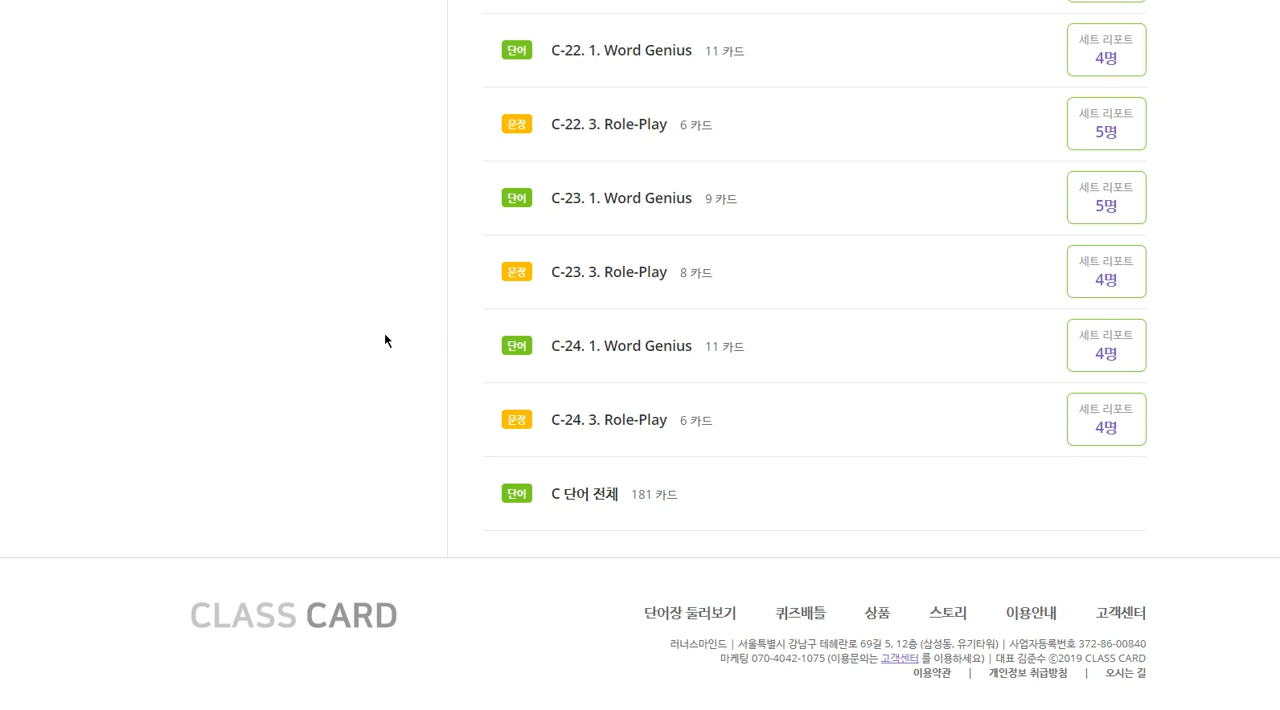 단어 C-22. 1. Word Genius 11 카드 세트 리포트
4명
문장 C-22. 3. Role-Play 6 카드 세트 리포트
5명
단어 C-23. 1. Word Genius 9 카드 세트 리포트
5명
문장 C-23. 3. Role-Play 8 카드 세트 리포트
4명
단어 C-24. 1. Word Genius 11 카드 세트 리포트
4명
문장 C-24. 3. Role-Play 6 카드 세트 리포트
4명
단어 C 단어 전체 181 카드
CLASS CARD
단어장 둘러보기 퀴즈배틀 상품 스토리 이용안내 고객센터
러너스마인드 | 서울특별시 강남구 테헤란로 69길 5, 12층 (삼성동, 유기타워) | 사업자등록번호 372-86-00840
마케팅 070-4042-1075 (이용문의는 고객센터 를 이용하세요) | 대표 김준수 ⓒ2019 CLASS CARD
이용약관 | 개인정보 취급방침 | 오시는 길